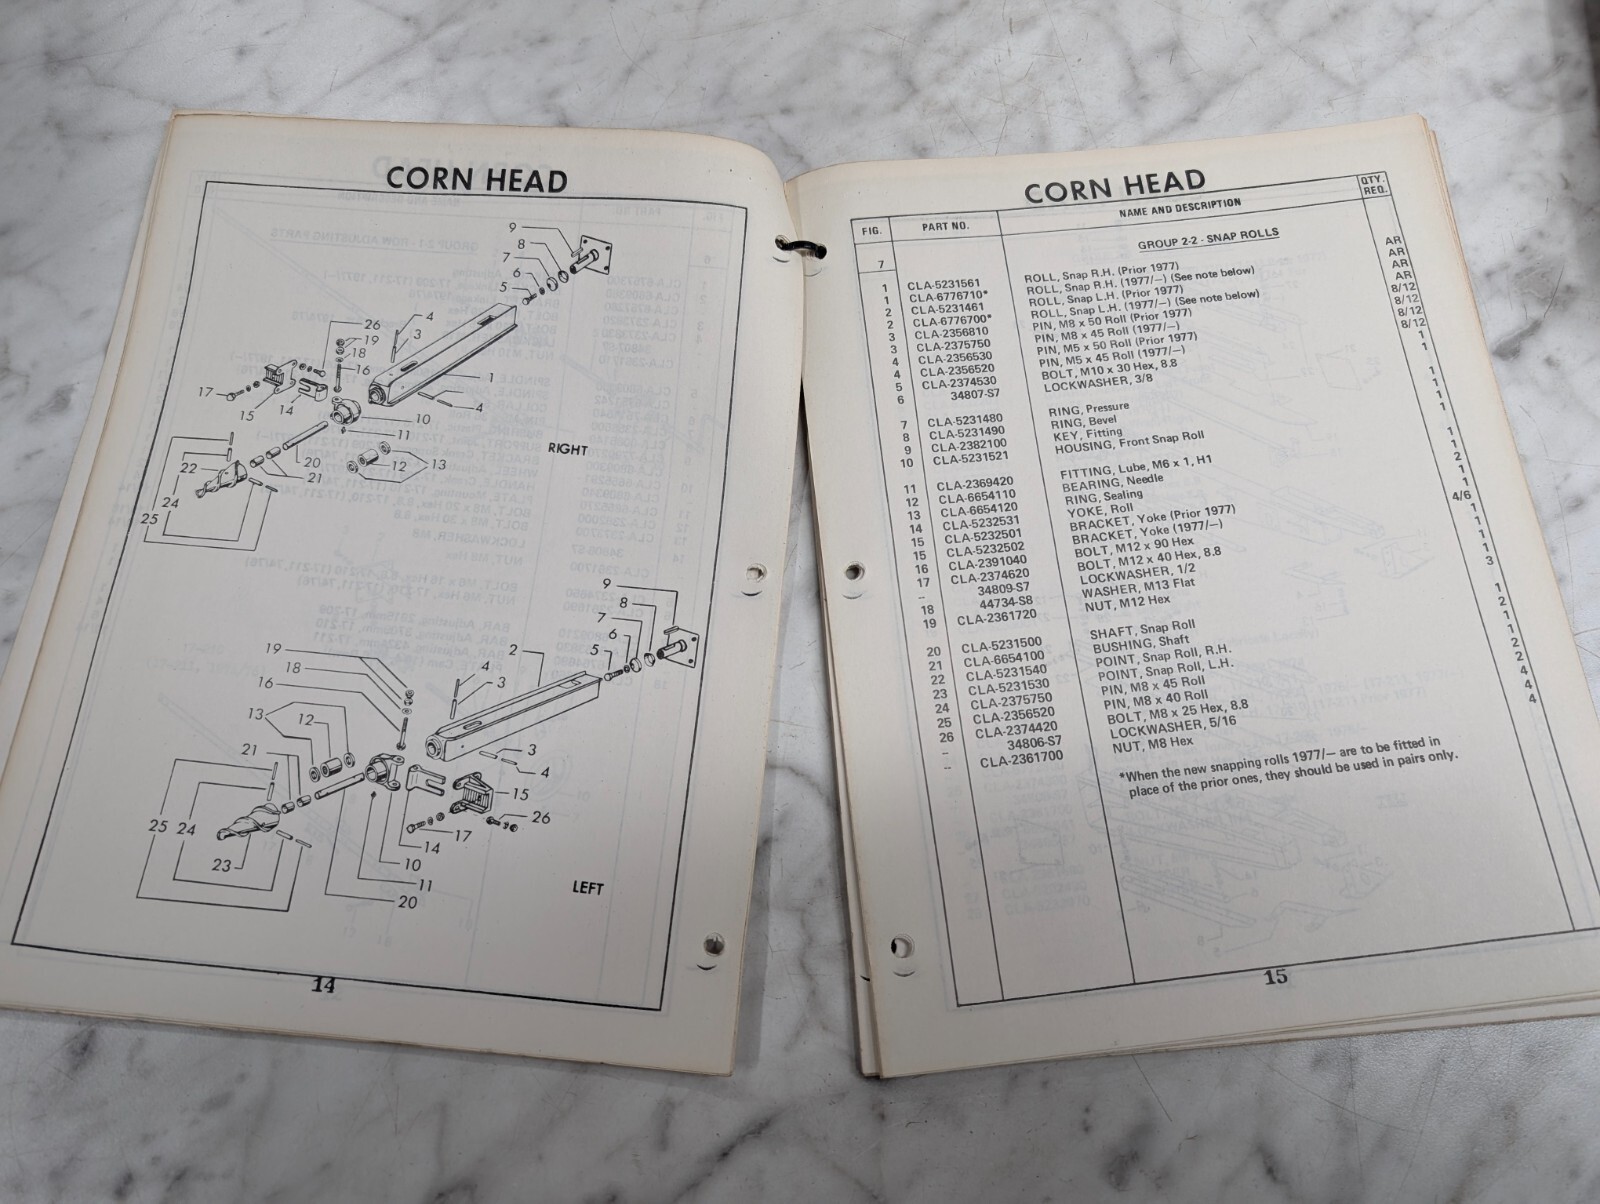 CORN HEAD
9
8
7
6
5
4
3
26
19
18
16
17
15
14
1
4
10
11
RIGHT
20
21
12
13
22
24
25
9
8
7
6
5
2
4
3
19
18
16
13
12
21
3
4
15
26
17
14
25
24
23
10
11
20
LEFT
14
CORN HEAD
FIG. PART NO. NAME AND DESCRIPTION QTY. REQ.
7 GROUP 2-2 - SNAP ROLLS
1 CLA-5231561 ROLL, Snap R.H. (Prior 1977) AR
1 CLA-6776710* ROLL, Snap R.H. (1977/–) (See note below) AR
2 CLA-5231461 ROLL, Snap L.H. (Prior 1977) AR
2 CLA-6776700* ROLL, Snap L.H. (1977/–) (See note below) AR
3 CLA-2356810 PIN, M8 x 50 Roll (Prior 1977) 8/12
3 CLA-2375750 PIN, M8 x 45 Roll (1977/–) 8/12
4 CLA-2356530 PIN, M5 x 50 Roll (Prior 1977) 8/12
4 CLA-2356520 PIN, M5 x 45 Roll (1977/–) 8/12
5 CLA-2374530 BOLT, M10 x 30 Hex, 8.8 1
6 34807-S7 LOCKWASHER, 3/8 1
7 CLA-5231480 RING, Pressure 1
8 CLA-5231490 RING, Bevel 1
9 CLA-2382100 KEY, Fitting 1
10 CLA-5231521 HOUSING, Front Snap Roll 1
11 CLA-2369420 FITTING, Lube, M6 x 1, H1 1
12 CLA-6654110 BEARING, Needle 1
13 CLA-6654120 RING, Sealing 2
14 CLA-5232531 YOKE, Roll 1
15 CLA-5232501 BRACKET, Yoke (Prior 1977) 1
15 CLA-5232502 BRACKET, Yoke (1977/–) 4/6
16 CLA-2391040 BOLT, M12 x 90 Hex 1
17 CLA-2374620 BOLT, M12 x 40 Hex, 8.8 1
– 34809-S7 LOCKWASHER, 1/2 1
18 44734-S8 WASHER, M13 Flat 1
19 CLA-2361720 NUT, M12 Hex 3
20 CLA-5231500 SHAFT, Snap Roll 1
21 CLA-6654100 BUSHING, Shaft 2
22 CLA-5231540 POINT, Snap Roll, R.H. 1
23 CLA-5231530 POINT, Snap Roll, L.H. 1
24 CLA-2375750 PIN, M8 x 45 Roll 2
25 CLA-2356520 PIN, M8 x 40 Roll 2
26 CLA-2374420 BOLT, M8 x 25 Hex, 8.8 4
– 34806-S7 LOCKWASHER, 5/16 4
– CLA-2361700 NUT, M8 Hex 4
*When the new snapping rolls 1977/– are to be fitted in
place of the prior ones, they should be used in pairs only.
15